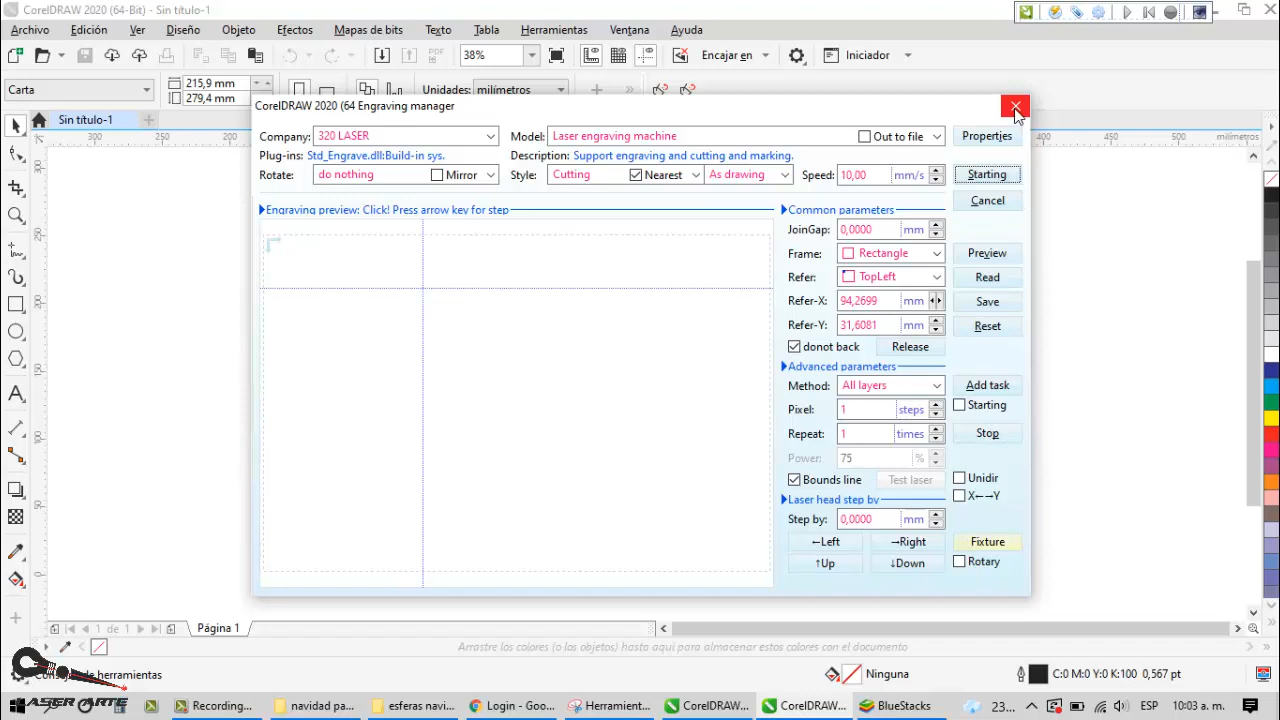 CorelDRAW 2020 (64-Bit) - Sin título-1
Archivo Edición Ver Diseño Objeto Efectos Mapas de bits Texto Tabla Herramientas Ventana Ayuda
PDF 38% Encajar en Iniciador
Carta 215,9 mm Unidades: milímetros
279,4 mm
Sin título-1
300 200 400 500 milímetros
CorelDRAW 2020 (64 Engraving manager
Company: 320 LASER Model: Laser engraving machine Out to file Properties
Plug-ins: Std_Engrave.dll:Build-in sys. Description: Support engraving and cutting and marking.
Rotate: do nothing Mirror Style: Cutting Nearest As drawing Speed: 10,00 mm/s Starting
Cancel
Engraving preview: Click! Press arrow key for step
Common parameters
JoinGap: 0,0000 mm
Frame: Rectangle Preview
Refer: TopLeft Read
Refer-X: 94,2699 mm Save
Refer-Y: 31,6081 mm Reset
donot back Release
Advanced parameters
Method: All layers Add task
Pixel: 1 steps Starting
Repeat: 1 times Stop
Power: 75 %
Bounds line Test laser Unidir
X←→Y
Laser head step by
Step by: 0,0000 mm
←Left →Right Fixture
↑Up ↓Down Rotary
1 de 1 Página 1
Arrastre los colores (o los objetos) hasta aquí para almacenar estos colores con el documento
de herramientas Ninguna C:0 M:0 Y:0 K:100 0,567 pt
LASER ARTE
Recording... navidad pa... esferas navi... Login - Goo... Herramient... CorelDRAW... CorelDRAW... BlueStacks 23... ESP 10:03 a. m.